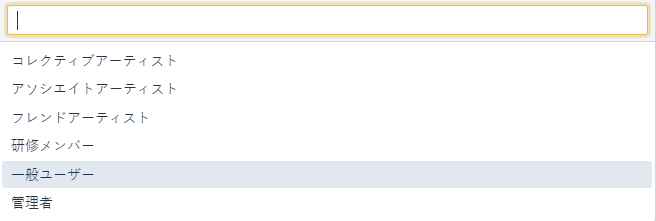 コレクティブアーティスト
アソシエイトアーティスト
フレンドアーティスト
研修メンバー
一般ユーザー
管理者